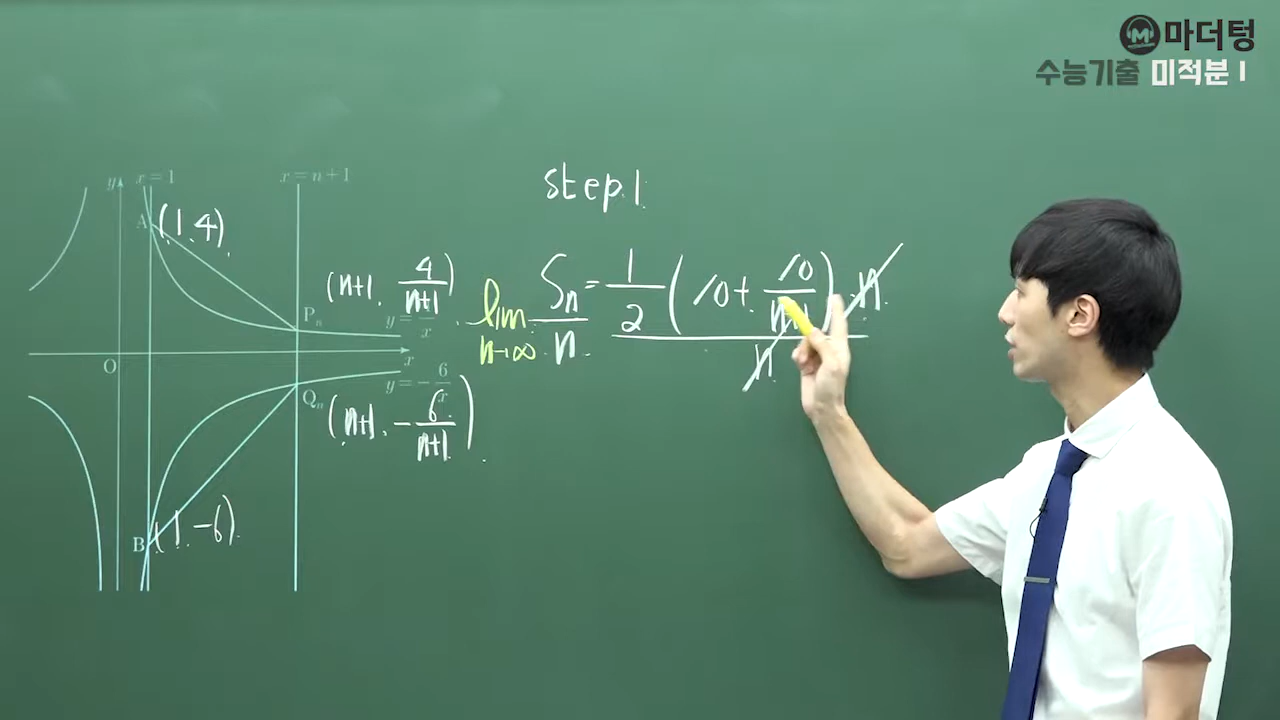 마더텅
수능기출 미적분 I
step.1
y
x=1
x=n+1
A (1, 4)
(n+1, 4/(n+1))
P_n
y=4/x
lim n→∞ S_n/n = 1/2 (10 + 10/(n+1)) · n / n
O
x
y=-6/x
Q_n
(n+1, -6/(n+1))
B (1, -6)